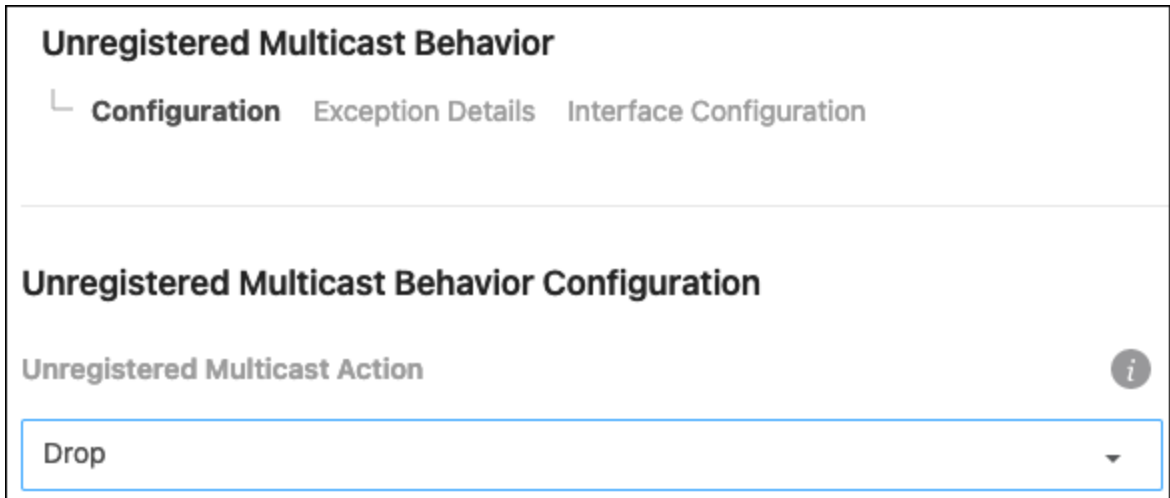 Unregistered Multicast Behavior
Configuration Exception Details Interface Configuration
Unregistered Multicast Behavior Configuration
Unregistered Multicast Action
i
Drop